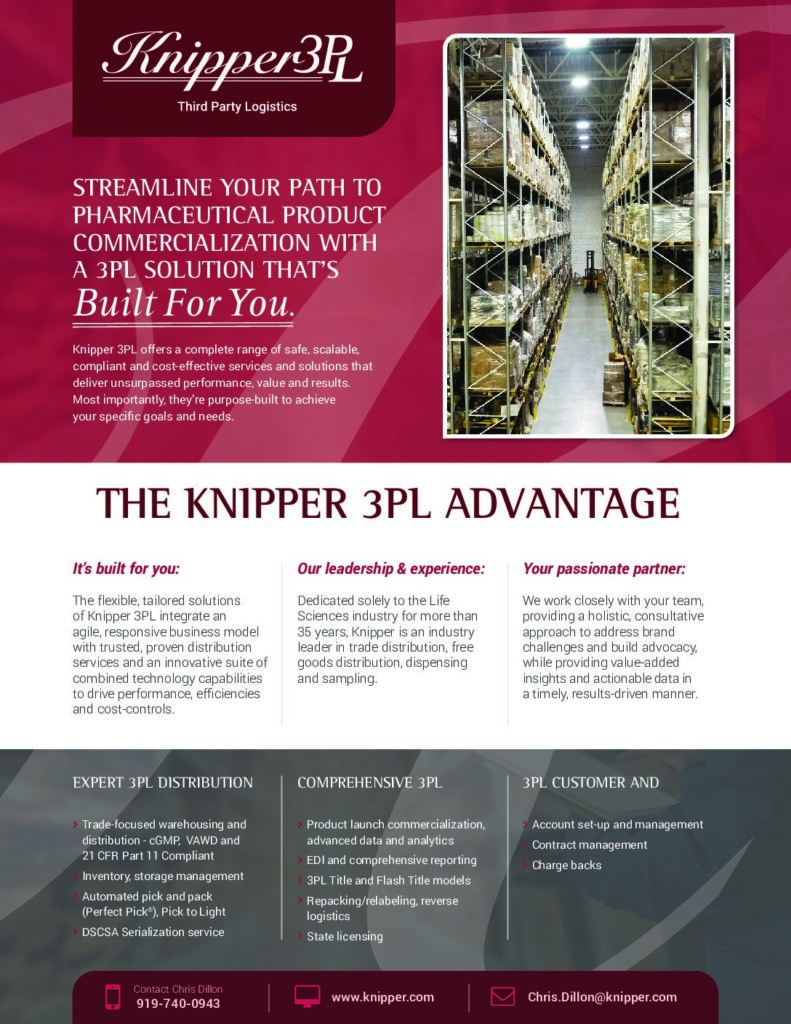 Knipper3PL
Third Party Logistics
STREAMLINE YOUR PATH TO
PHARMACEUTICAL PRODUCT
COMMERCIALIZATION WITH
A 3PL SOLUTION THAT'S
Built For You.
Knipper 3PL offers a complete range of safe, scalable,
compliant and cost-effective services and solutions that
deliver unsurpassed performance, value and results.
Most importantly, they're purpose-built to achieve
your specific goals and needs.
THE KNIPPER 3PL ADVANTAGE
It's built for you:
The flexible, tailored solutions
of Knipper 3PL integrate an
agile, responsive business model
with trusted, proven distribution
services and an innovative suite of
combined technology capabilities
to drive performance, efficiencies
and cost-controls.
Our leadership & experience:
Dedicated solely to the Life
Sciences industry for more than
35 years, Knipper is an industry
leader in trade distribution, free
goods distribution, dispensing
and sampling.
Your passionate partner:
We work closely with your team,
providing a holistic, consultative
approach to address brand
challenges and build advocacy,
while providing value-added
insights and actionable data in
a timely, results-driven manner.
EXPERT 3PL DISTRIBUTION
Trade-focused warehousing and
distribution - cGMP, VAWD and
21 CFR Part 11 Compliant
Inventory, storage management
Automated pick and pack
(Perfect Pick®), Pick to Light
DSCSA Serialization service
COMPREHENSIVE 3PL
Product launch commercialization,
advanced data and analytics
EDI and comprehensive reporting
3PL Title and Flash Title models
Repacking/relabeling, reverse
logistics
State licensing
3PL CUSTOMER AND
Account set-up and management
Contract management
Charge backs
Contact Chris Dillon
919-740-0943
www.knipper.com
Chris.Dillon@knipper.com